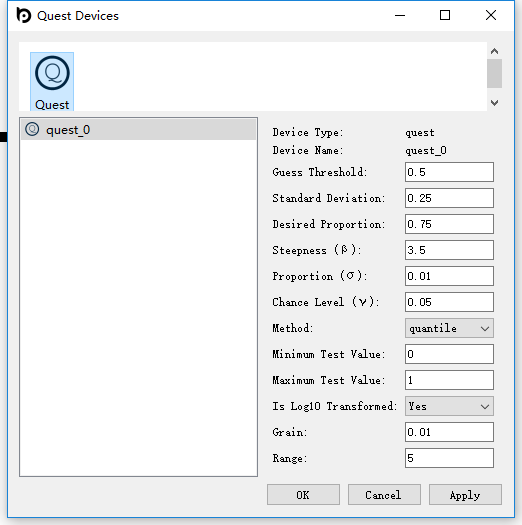 Quest Devices
Quest
quest_0
Device Type: quest
Device Name: quest_0
Guess Threshold: 0.5
Standard Deviation: 0.25
Desired Proportion: 0.75
Steepness (β): 3.5
Proportion (σ): 0.01
Chance Level (γ): 0.05
Method: quantile
Minimum Test Value: 0
Maximum Test Value: 1
Is Log10 Transformed: Yes
Grain: 0.01
Range: 5
OK Cancel Apply